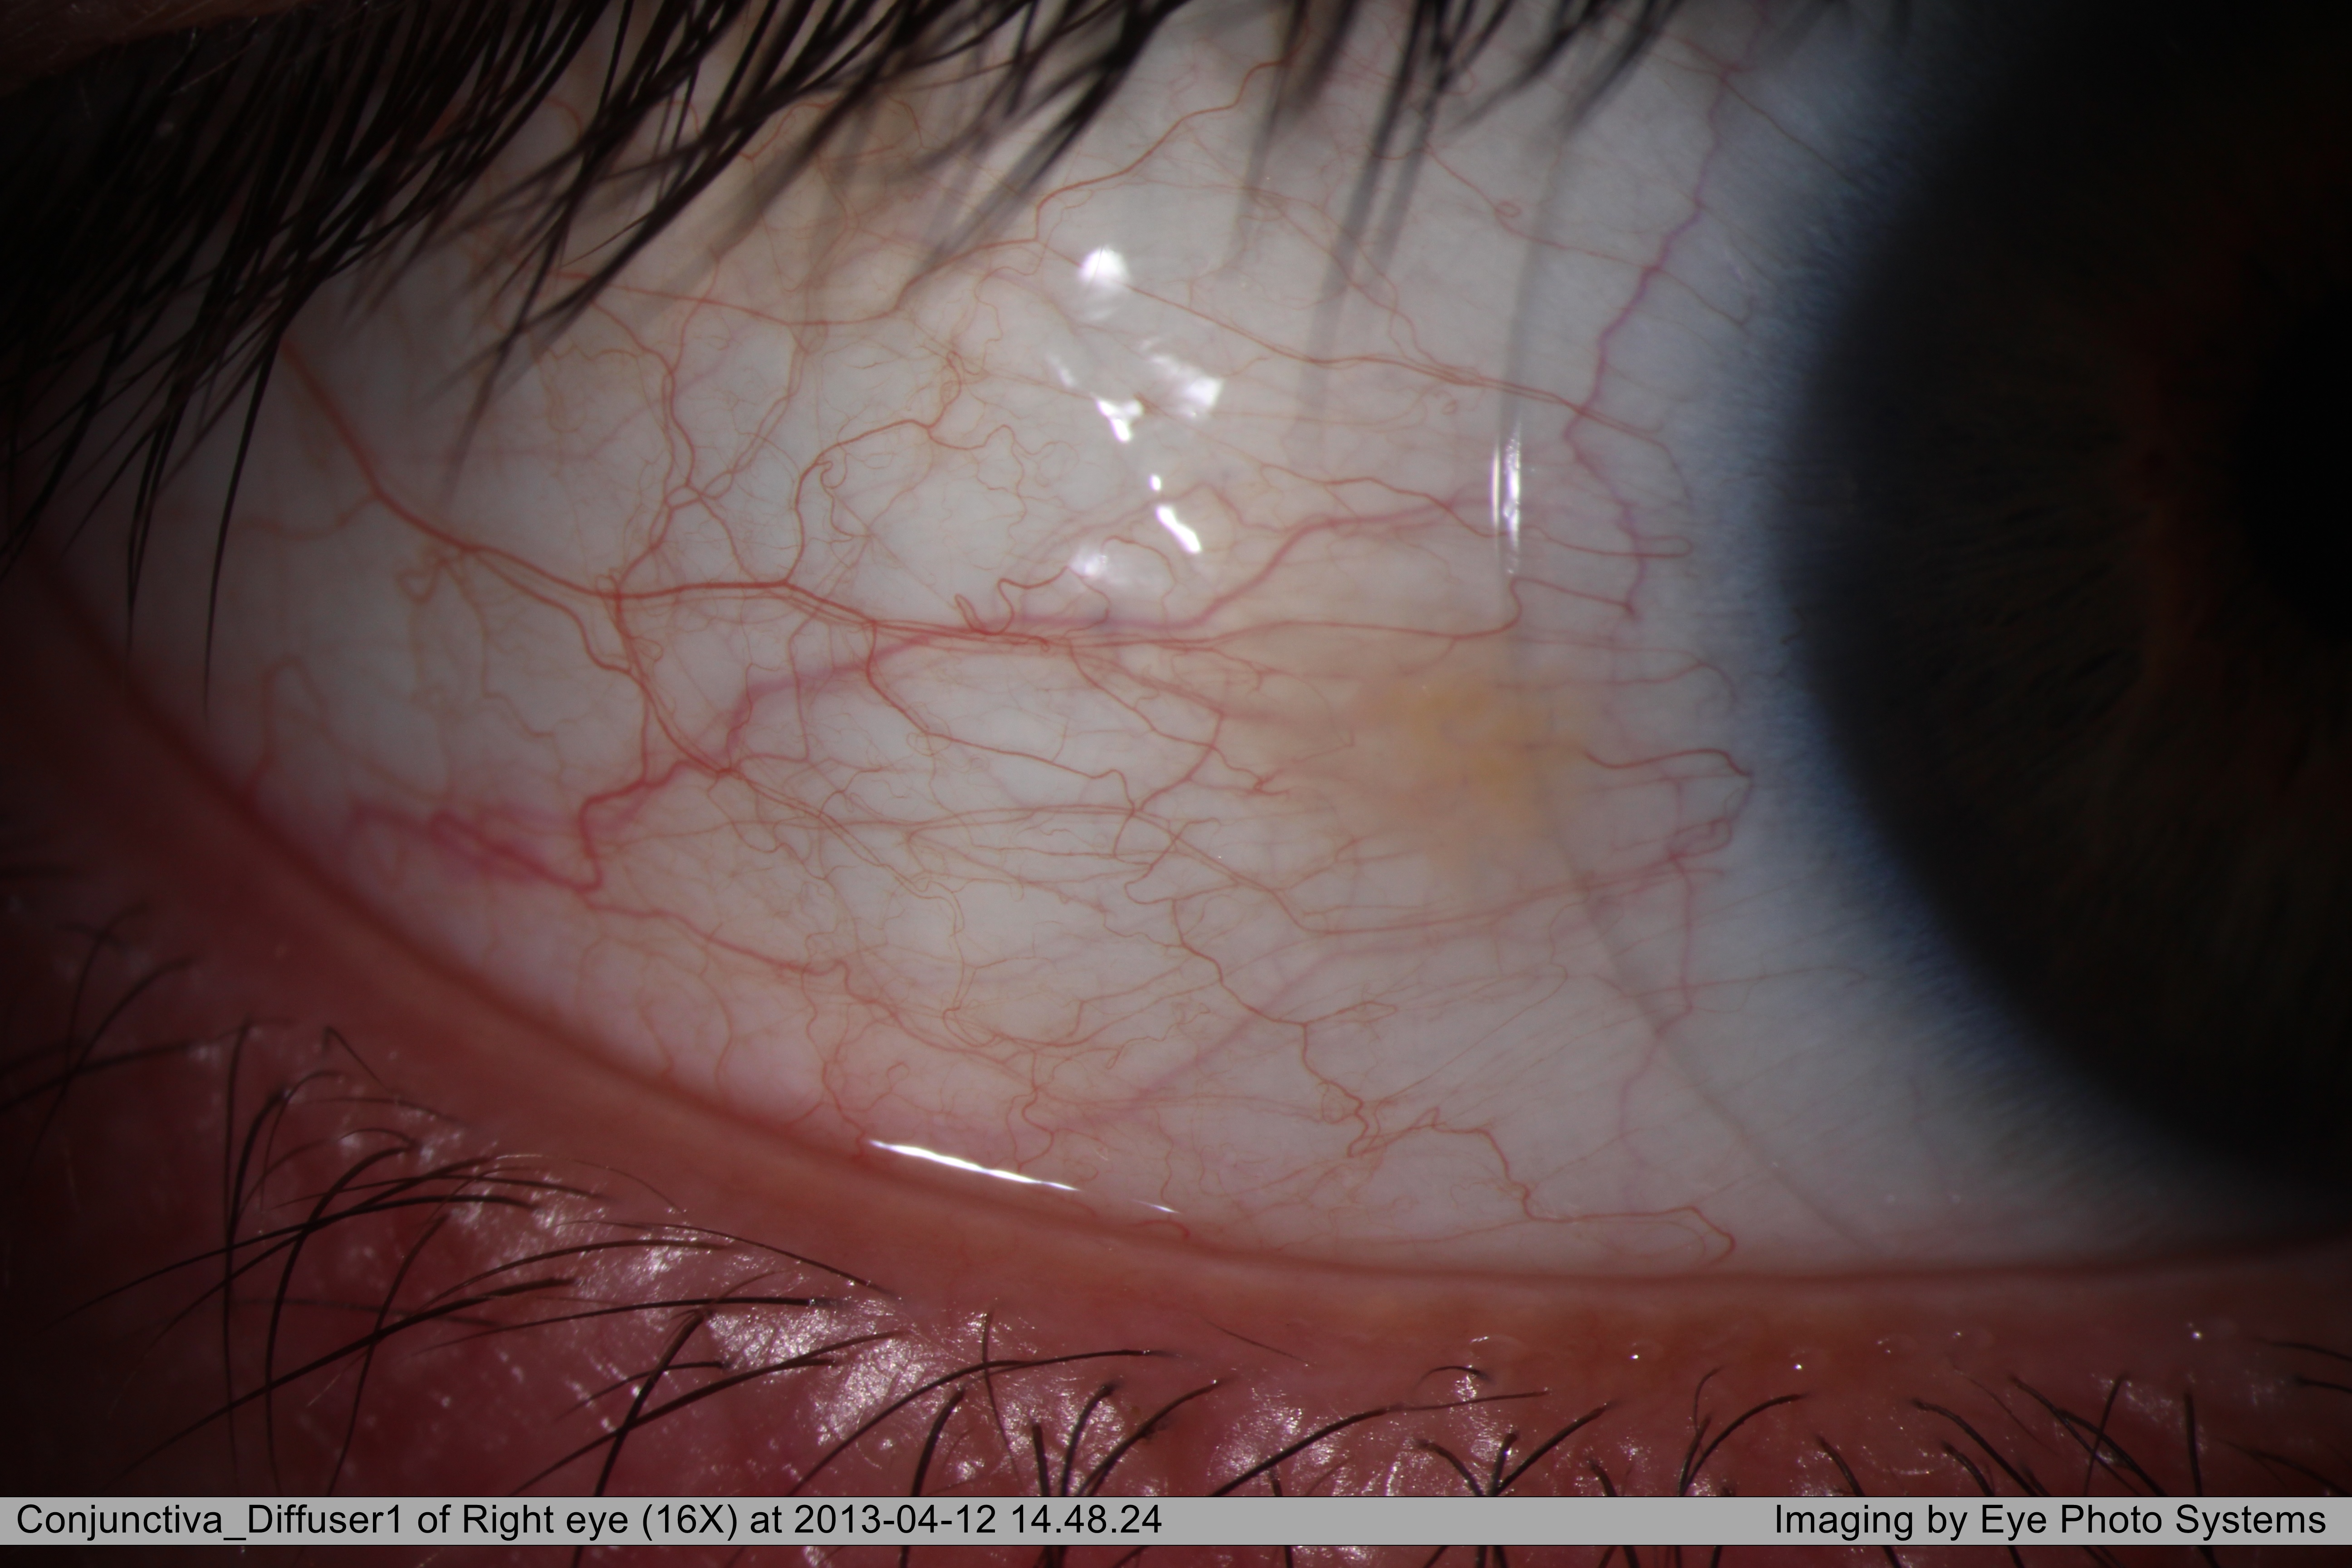 Conjunctiva_Diffuser1 of Right eye (16X) at 2013-04-12 14.48.24
Imaging by Eye Photo Systems